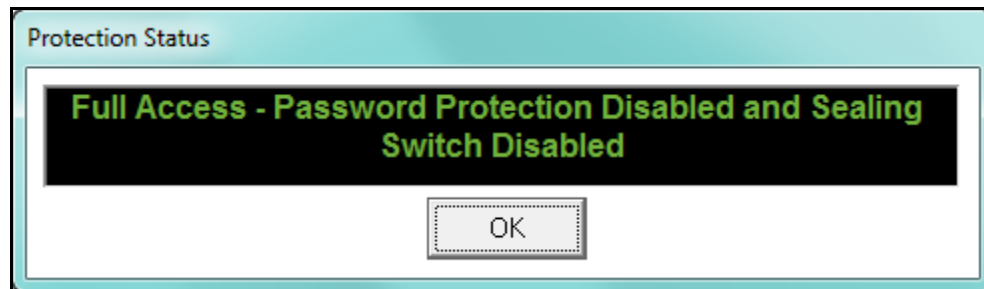 Protection Status
Full Access - Password Protection Disabled and Sealing
Switch Disabled
OK